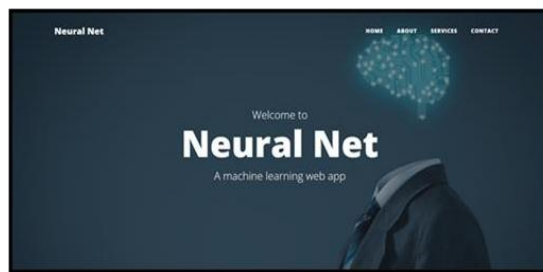 Neural Net
HOME ABOUT SERVICES CONTACT
Welcome to
Neural Net
A machine learning web app